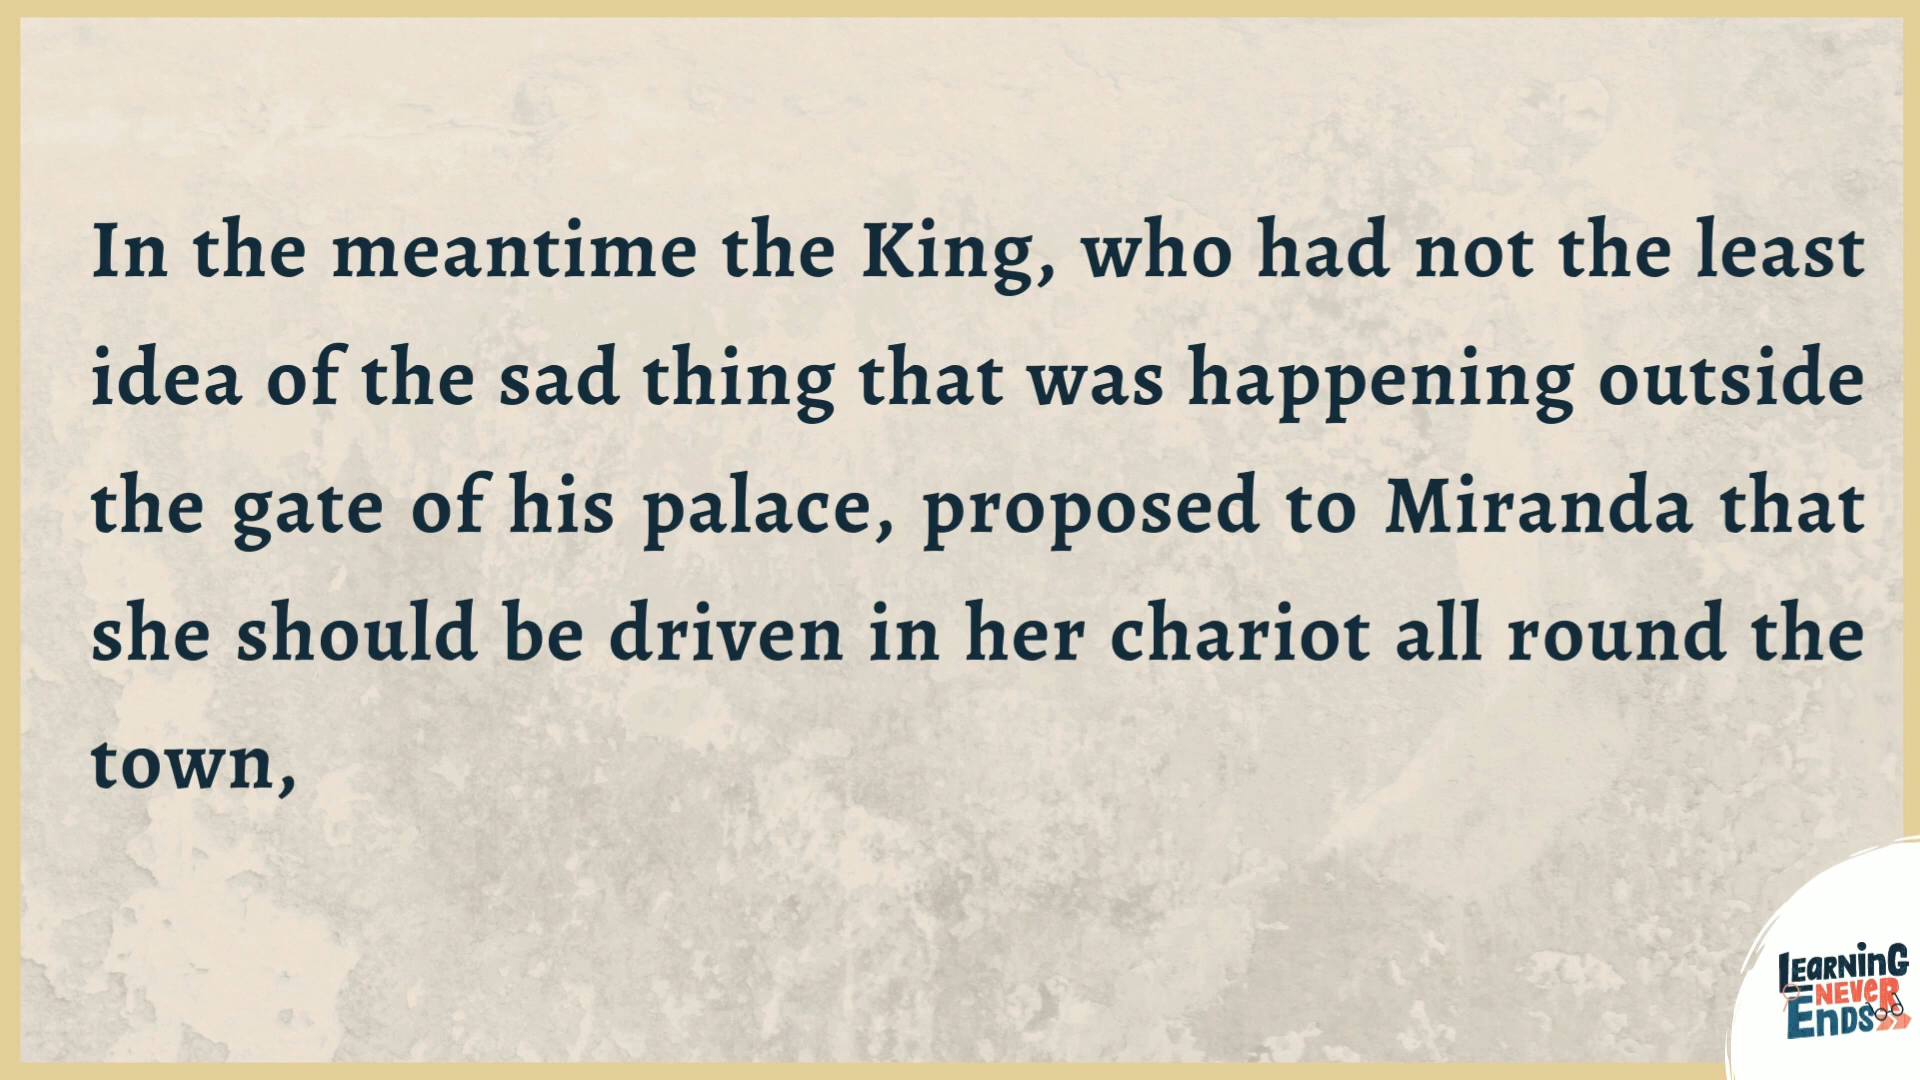 In the meantime the King, who had not the least
idea of the sad thing that was happening outside
the gate of his palace, proposed to Miranda that
she should be driven in her chariot all round the
town,
LEARNING
NEVER
ENDS